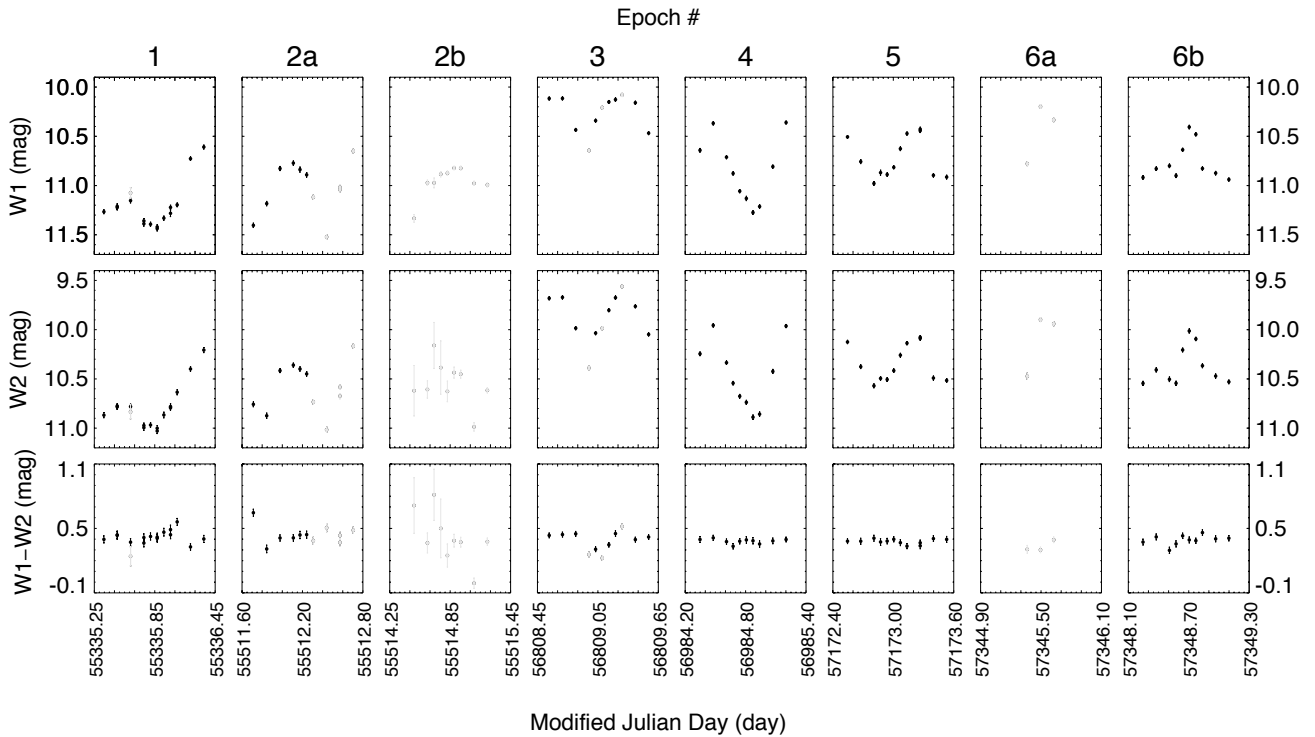 Epoch #
1 2a 2b 3 4 5 6a 6b
W1 (mag)
10.0 10.0
10.5 10.5
11.0 11.0
11.5 11.5
W2 (mag)
9.5 9.5
10.0 10.0
10.5 10.5
11.0 11.0
W1-W2 (mag)
1.1 1.1
0.5 0.5
-0.1 -0.1
55335.25 55335.85 55336.45 55511.60 55512.20 55512.80 55514.25 55514.85 55515.45 56808.45 56809.05 56809.65 56984.20 56984.80 56985.40 57172.40 57173.00 57173.60 57344.90 57345.50 57346.10 57348.10 57348.70 57349.30
Modified Julian Day (day)